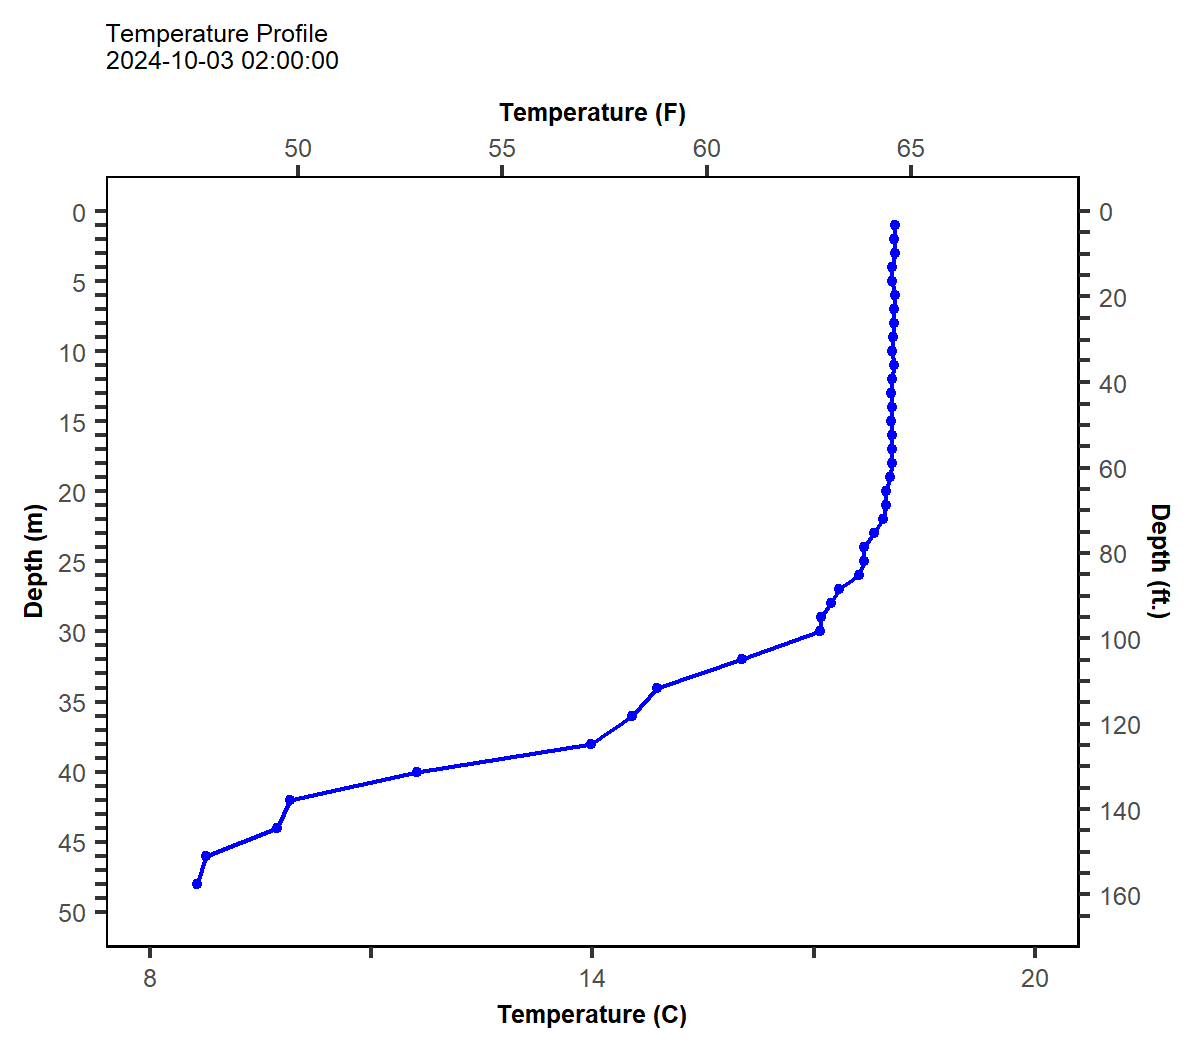 Temperature Profile
2024-10-03 02:00:00
Temperature (F)
50 55 60 65
0 0
5 20
10 40
15 60
20 80
25 100
30 120
35 140
40 160
45
50
Depth (m)
Depth (ft.)
8 14 20
Temperature (C)